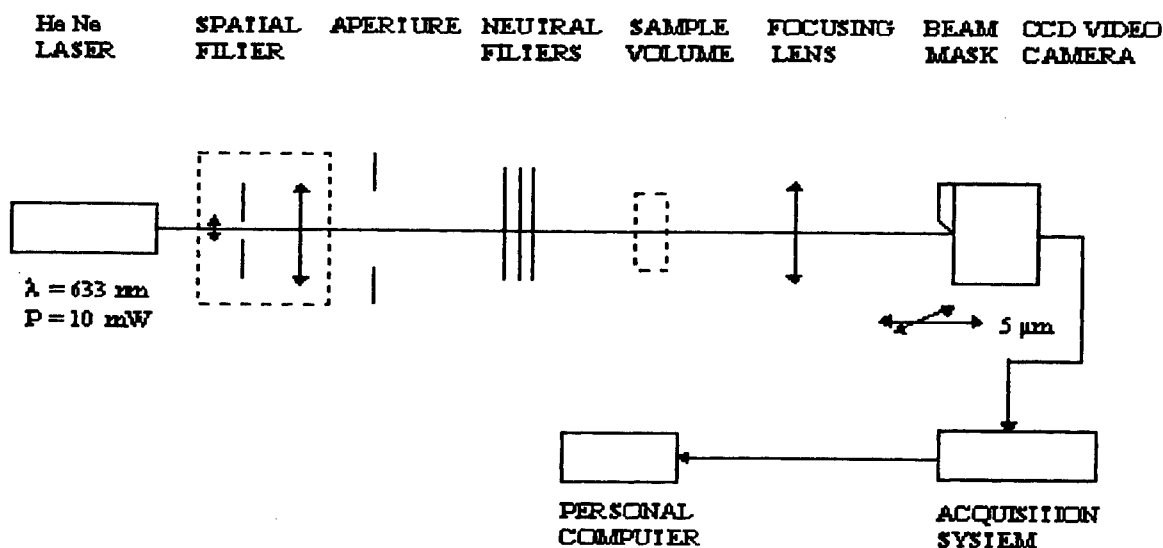 He Ne SPATIAL APERTURE NEUTRAL SAMPLE FOCUSING BEAM CCD VIDEO
LASER FILTER FILTERS VOLUME LENS MASK CAMERA
λ = 633 nm
P = 10 mW
5 μm
PERSONAL
COMPUTER
ACQUISITION
SYSTEM